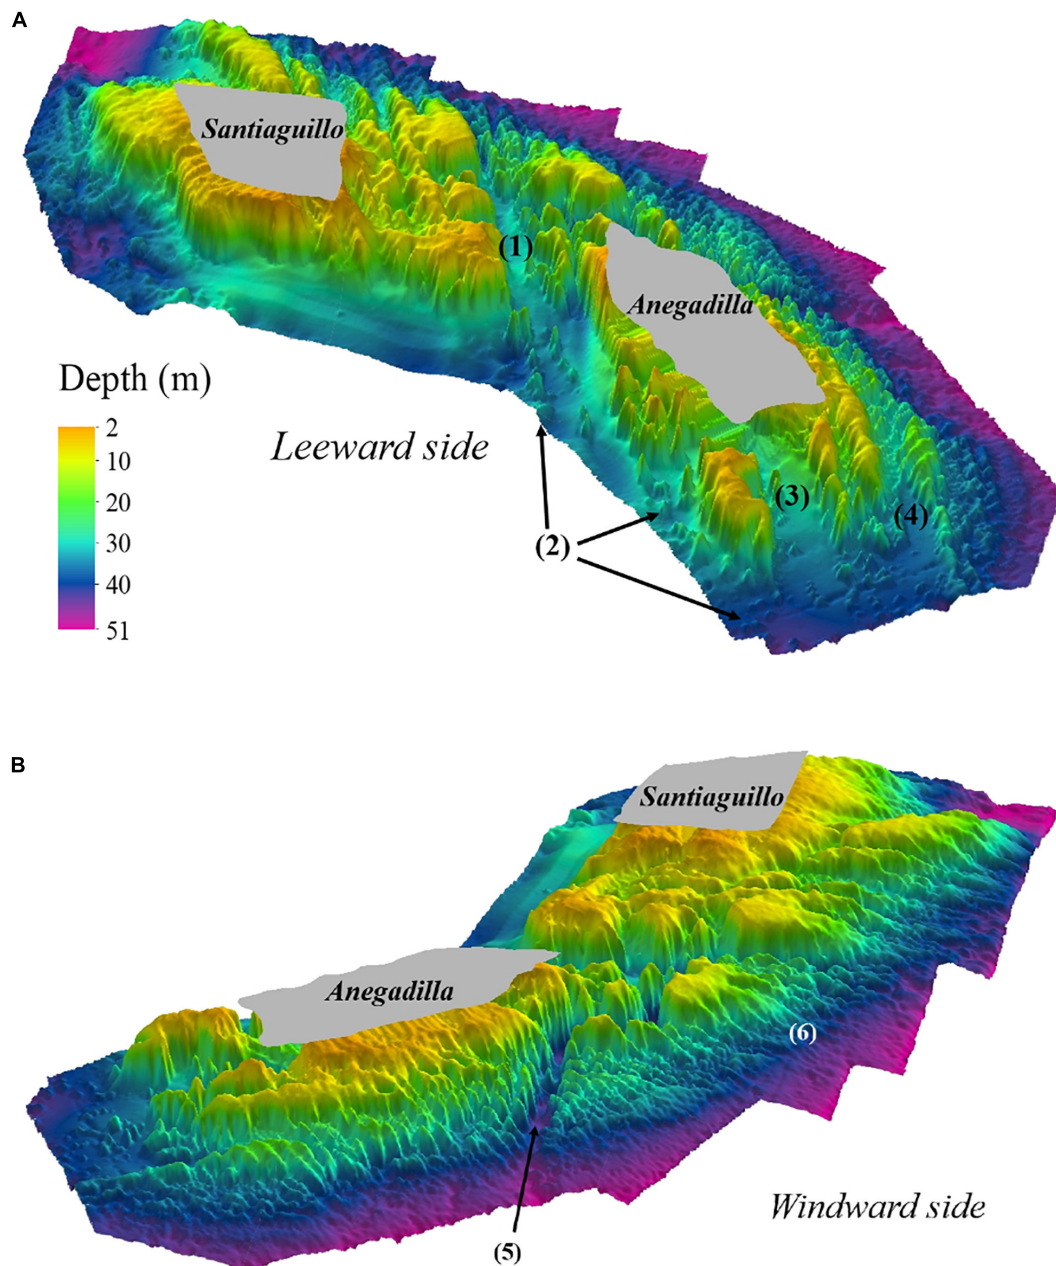 A
Santiaguillo
(1)
Anegadilla
Depth (m)
2
10
20
30
40
51
Leeward side
(2)
(3)
(4)
B
Santiaguillo
Anegadilla
(6)
Windward side
(5)